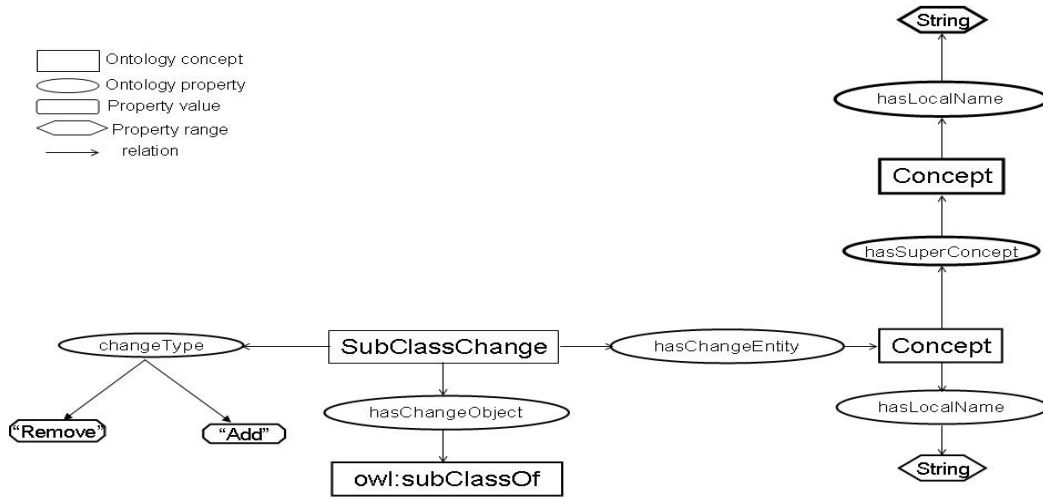 String
Ontology concept
Ontology property
hasLocalName
Property value
Property range
relation
Concept
hasSuperConcept
changeType
SubClassChange
hasChangeEntity
Concept
hasChangeObject
hasLocalName
“Remove”
“Add”
owl:subClassOf
String